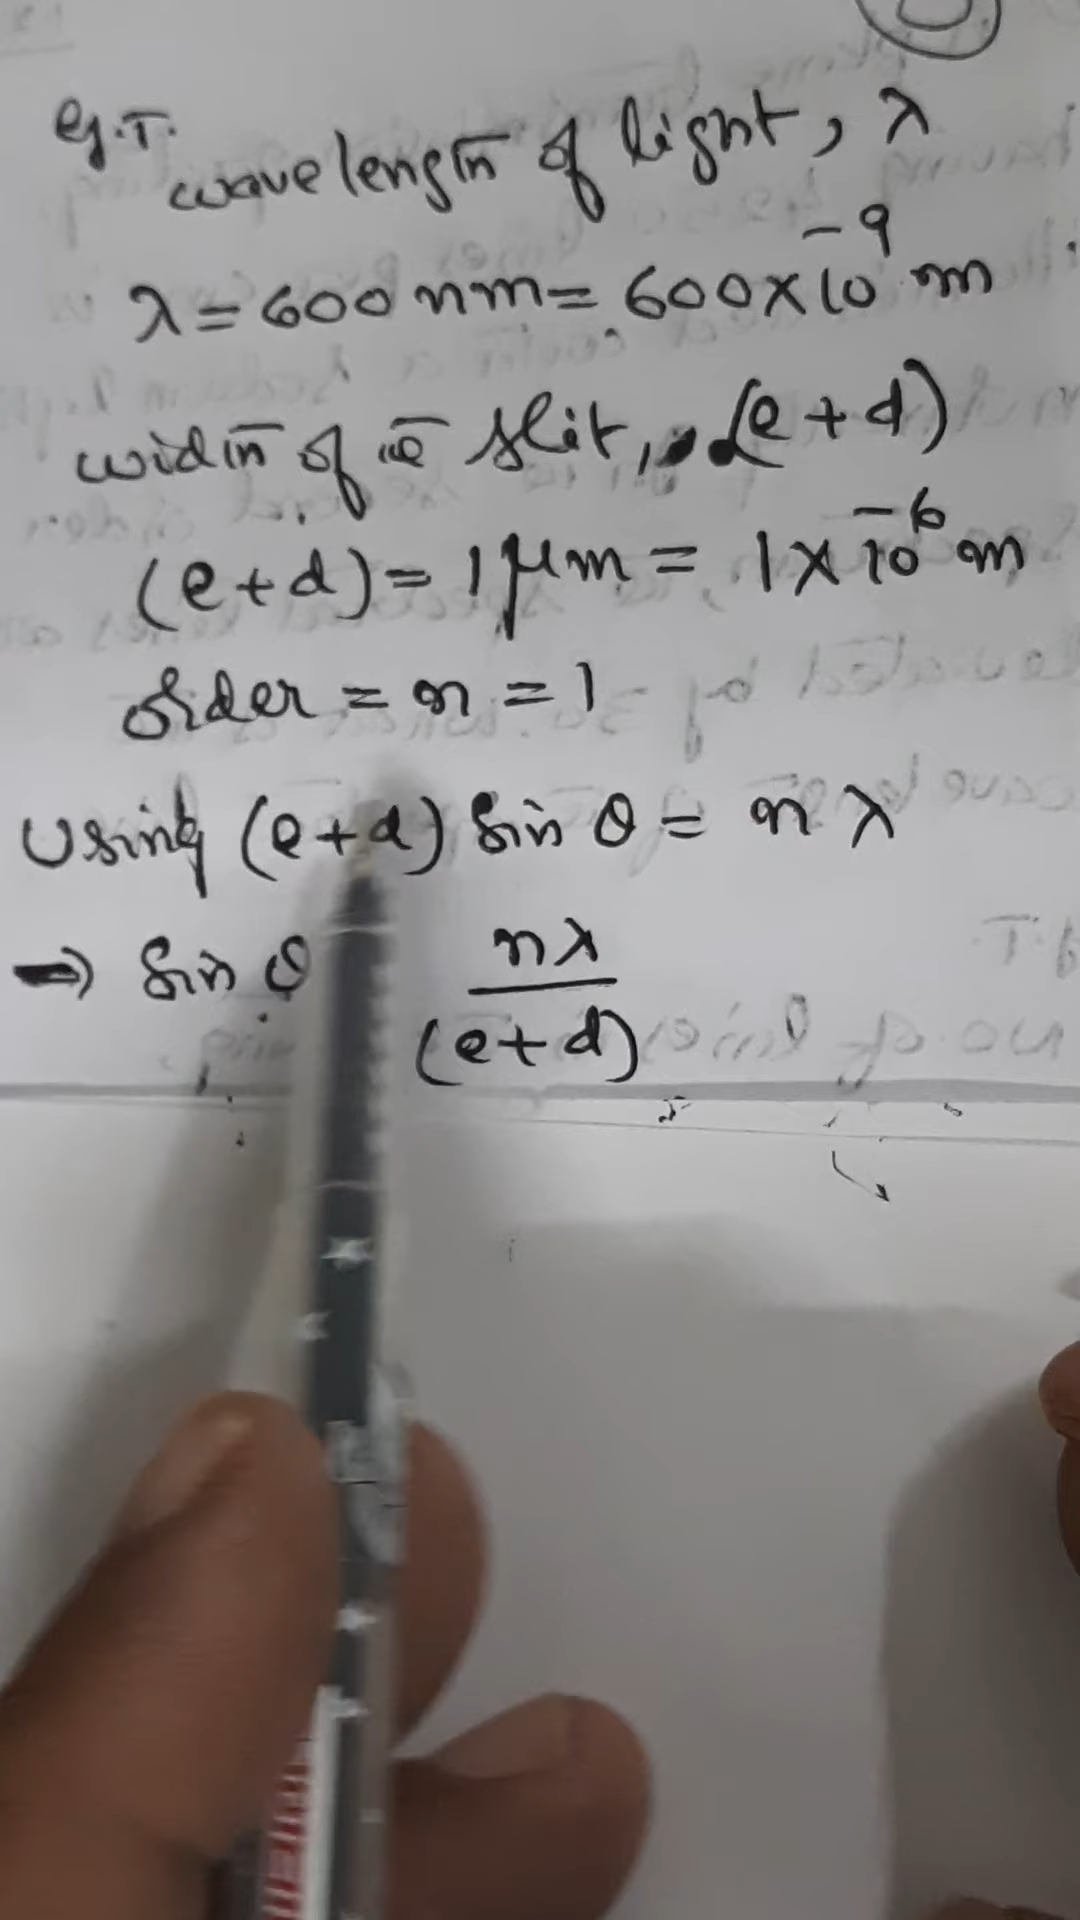 G.T.
wavelength of light, λ
λ = 600 nm = 600 × 10⁻⁹ m
width of the slit, (e + d)
(e + d) = 1 μm = 1 × 10⁻⁶ m
order = n = 1
Using (e + d) Sin θ = n λ
⇒ Sin θ nλ / (e + d)